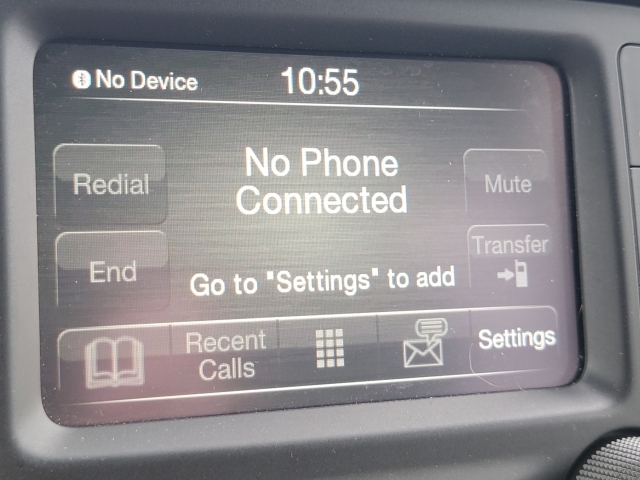 No Device 10:55
No Phone
Connected
Redial
Mute
End
Transfer
Go to "Settings" to add
Recent
Calls
Settings